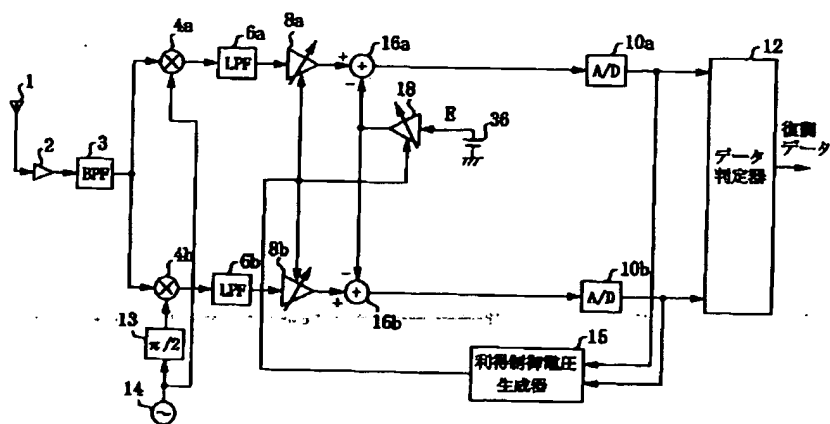 4a
6a
8a
16a
10a
12
LPF
A/D
1
18
E
36
2
3
BPF
復調
データ
データ
判定器
4b
6b
8b
10b
LPF
A/D
13
π/2
16b
15
利得制御電圧
生成器
14
+
−
+
−
+
+
~